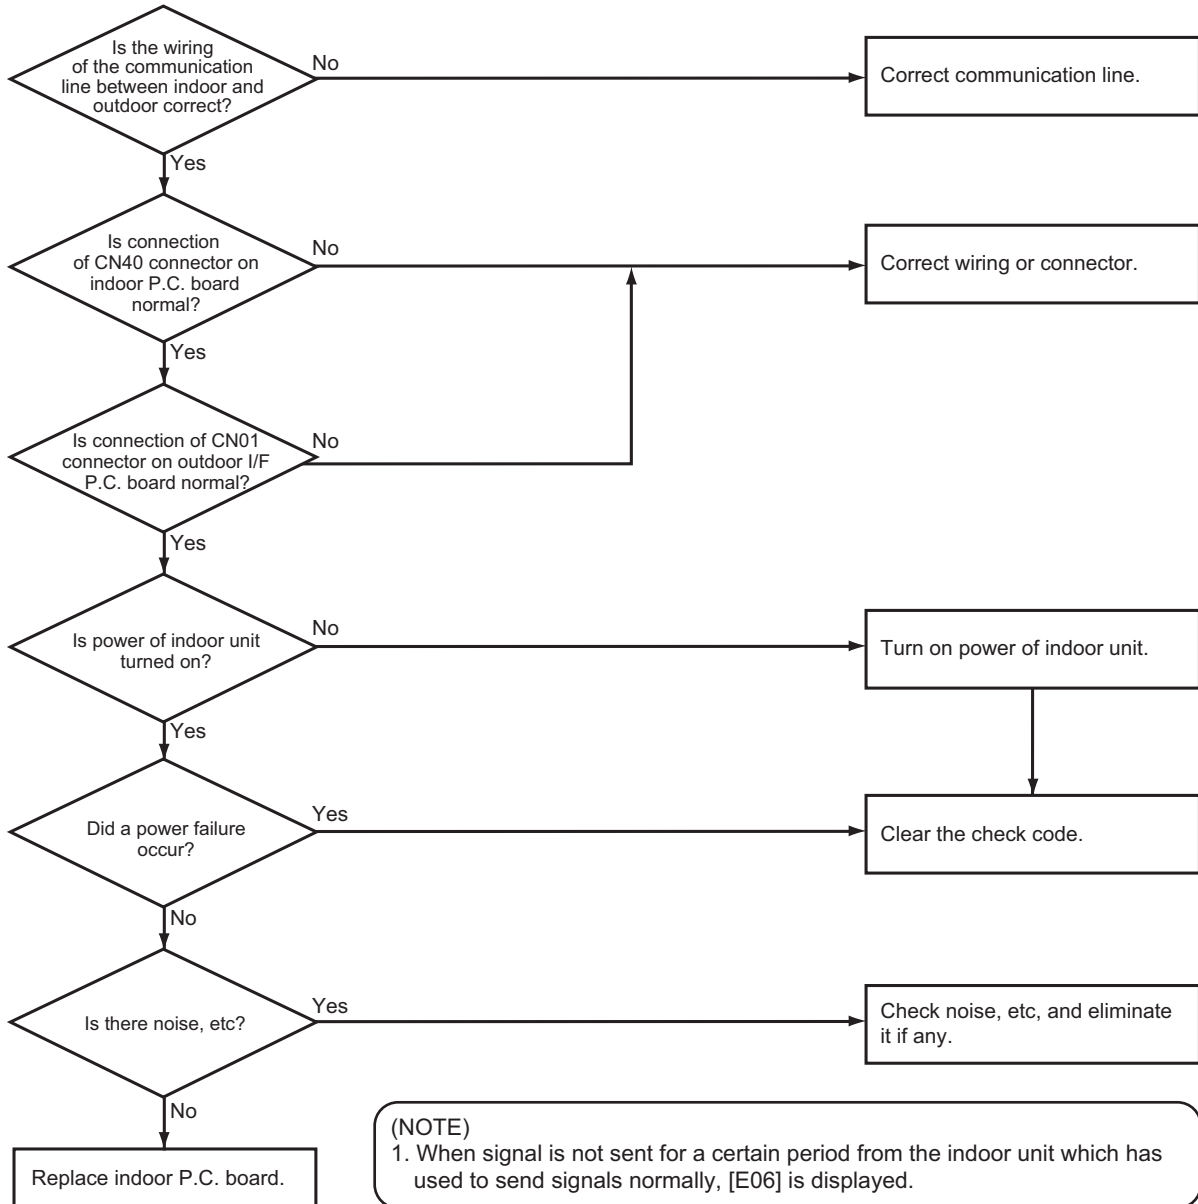 Is the wiring
of the communication
line between indoor and
outdoor correct?
No
Correct communication line.
Yes
Is connection
of CN40 connector on
indoor P.C. board
normal?
No
Correct wiring or connector.
Yes
Is connection of CN01
connector on outdoor I/F
P.C. board normal?
No
Yes
Is power of indoor unit
turned on?
No
Turn on power of indoor unit.
Yes
Did a power failure
occur?
Yes
Clear the check code.
No
Is there noise, etc?
Yes
Check noise, etc, and eliminate
it if any.
No
Replace indoor P.C. board.
(NOTE)
1. When signal is not sent for a certain period from the indoor unit which has
used to send signals normally, [E06] is displayed.